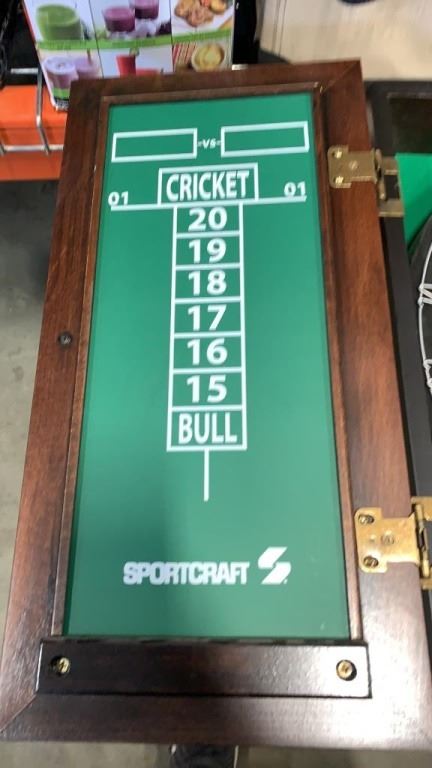 -VS-
CRICKET
01 01
20
19
18
17
16
15
BULL
SPORTCRAFT